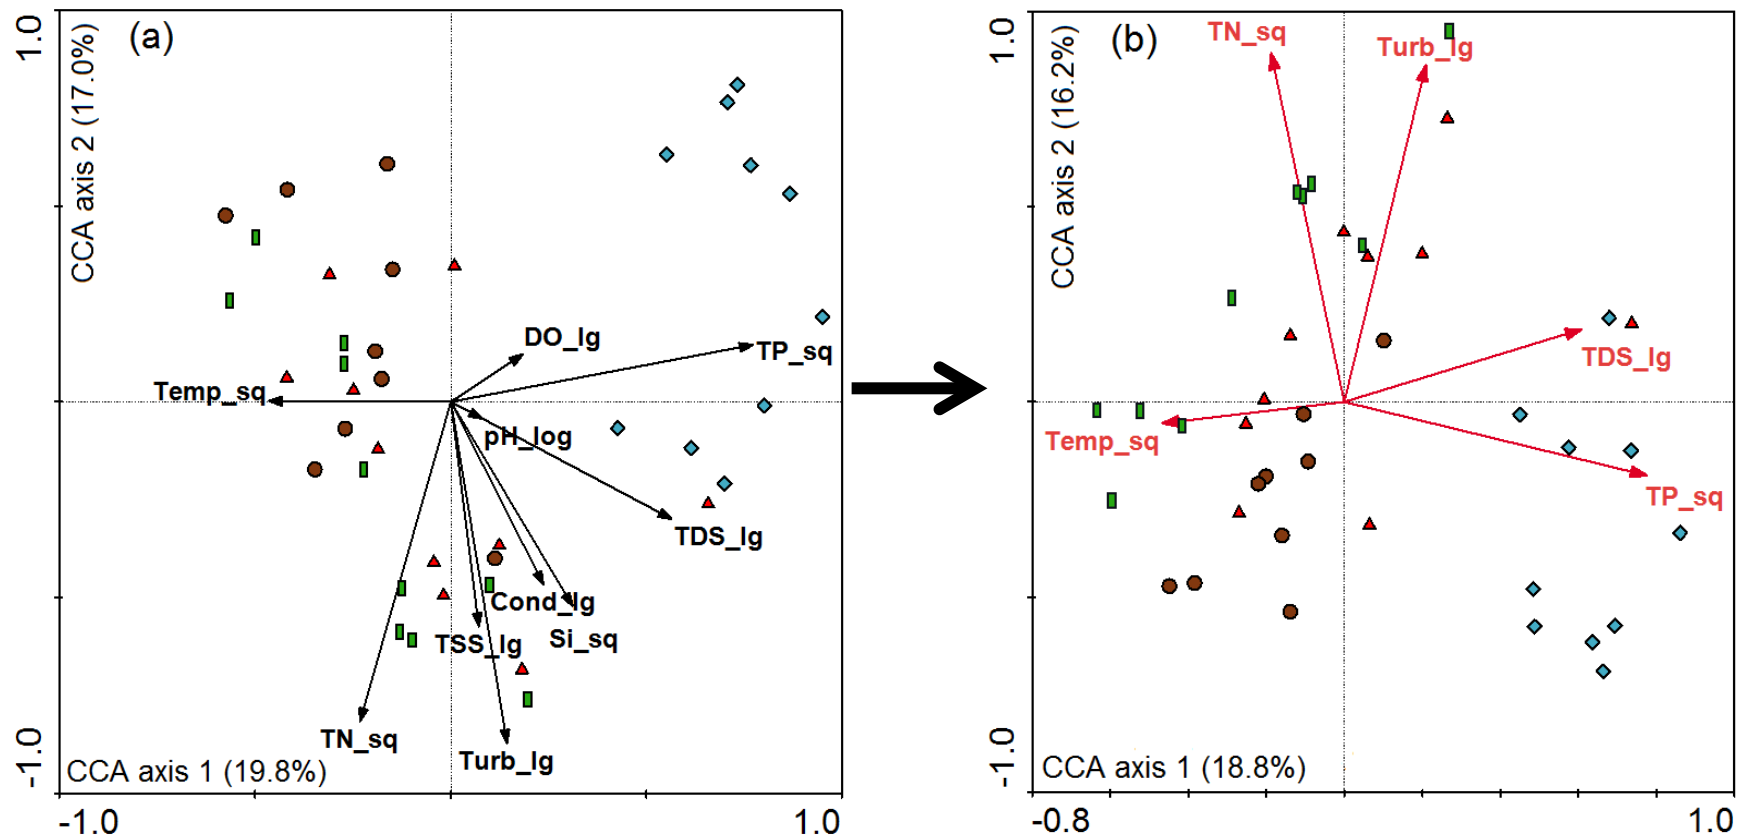 1.0
CCA axis 2 (17.0%)
(a)
DO_lg
TP_sq
Temp_sq
pH_log
TDS_lg
Cond_lg
TSS_lg
Si_sq
TN_sq
Turb_lg
-1.0
CCA axis 1 (19.8%)
-1.0
1.0
1.0
CCA axis 2 (16.2%)
(b)
TN_sq
Turb_lg
TDS_lg
Temp_sq
TP_sq
-1.0
CCA axis 1 (18.8%)
-0.8
1.0